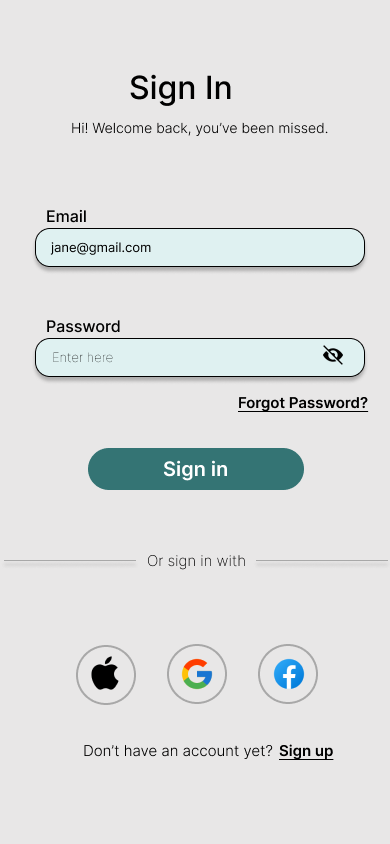 Sign In
Hi! Welcome back, you’ve been missed.
Email
jane@gmail.com
Password
Enter here
Forgot Password?
Sign in
Or sign in with
Don’t have an account yet? Sign up